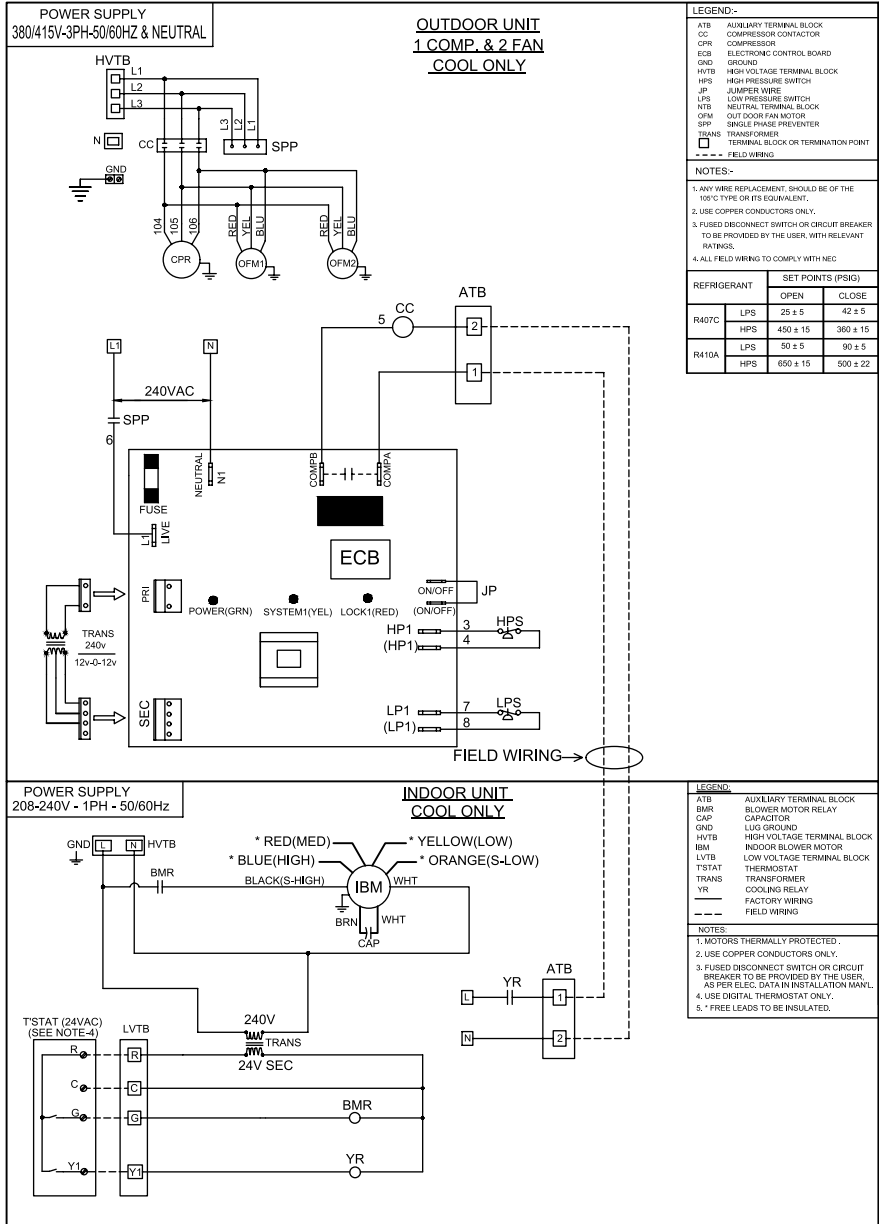 POWER SUPPLY
380/415V-3PH-50/60HZ & NEUTRAL
OUTDOOR UNIT
1 COMP. & 2 FAN
COOL ONLY
HVTB
L1
L2
L3
N
CC
L3
L2
L1
SPP
GND
104
105
106
RED
YEL
BLU
RED
YEL
BLU
CPR
OFM1
OFM2
LEGEND:-
ATB AUXILIARY TERMINAL BLOCK
CC COMPRESSOR CONTACTOR
CPR COMPRESSOR
ECB ELECTRONIC CONTROL BOARD
GND GROUND
HVTB HIGH VOLTAGE TERMINAL BLOCK
HPS HIGH PRESSURE SWITCH
JP JUMPER WIRE
LPS LOW PRESSURE SWITCH
NTB NEUTRAL TERMINAL BLOCK
OFM OUT DOOR FAN MOTOR
SPP SINGLE PHASE PREVENTER
TRANS TRANSFORMER
TERMINAL BLOCK OR TERMINATION POINT
FIELD WIRING
NOTES:-
1. ANY WIRE REPLACEMENT, SHOULD BE OF THE
105°C TYPE OR ITS EQUIVALENT.
2. USE COPPER CONDUCTORS ONLY.
3. FUSED DISCONNECT SWITCH OR CIRCUIT BREAKER
TO BE PROVIDED BY THE USER, WITH RELEVANT
RATINGS.
4. ALL FIELD WIRING TO COMPLY WITH NEC
REFRIGERANT SET POINTS (PSIG)
OPEN CLOSE
R407C LPS 25 ± 5 42 ± 5
HPS 450 ± 15 360 ± 15
R410A LPS 50 ± 5 90 ± 5
HPS 650 ± 15 500 ± 22
ATB
CC
5
2
1
L1
N
240VAC
SPP
6
FUSE
NEUTRAL
N1
COMPB
COMPA
L1
LIVE
ECB
PRI
POWER(GRN)
SYSTEM1(YEL)
LOCK1(RED)
ON/OFF
(ON/OFF)
JP
TRANS
240v
12v-0-12v
HP1
(HP1)
3
4
HPS
SEC
LP1
(LP1)
7
8
LPS
FIELD WIRING
POWER SUPPLY
208-240V - 1PH - 50/60Hz
INDOOR UNIT
COOL ONLY
GND
L
N
HVTB
* RED(MED)
* YELLOW(LOW)
* BLUE(HIGH)
* ORANGE(S-LOW)
BMR
BLACK(S-HIGH)
IBM
WHT
BRN
WHT
CAP
LEGEND:
ATB AUXILIARY TERMINAL BLOCK
BMR BLOWER MOTOR RELAY
CAP CAPACITOR
GND LUG GROUND
HVTB HIGH VOLTAGE TERMINAL BLOCK
IBM INDOOR BLOWER MOTOR
LVTB LOW VOLTAGE TERMINAL BLOCK
T'STAT THERMOSTAT
TRANS TRANSFORMER
YR COOLING RELAY
FACTORY WIRING
FIELD WIRING
NOTES:
1. MOTORS THERMALLY PROTECTED .
2. USE COPPER CONDUCTORS ONLY.
3. FUSED DISCONNECT SWITCH OR CIRCUIT
BREAKER TO BE PROVIDED BY THE USER,
AS PER ELEC. DATA IN INSTALLATION MAN'L.
4. USE DIGITAL THERMOSTAT ONLY.
5. * FREE LEADS TO BE INSULATED.
ATB
YR
L
1
N
2
T'STAT (24VAC)
(SEE NOTE-4)
LVTB
240V
TRANS
24V SEC
R
R
C
C
G
G
BMR
Y1
Y1
YR